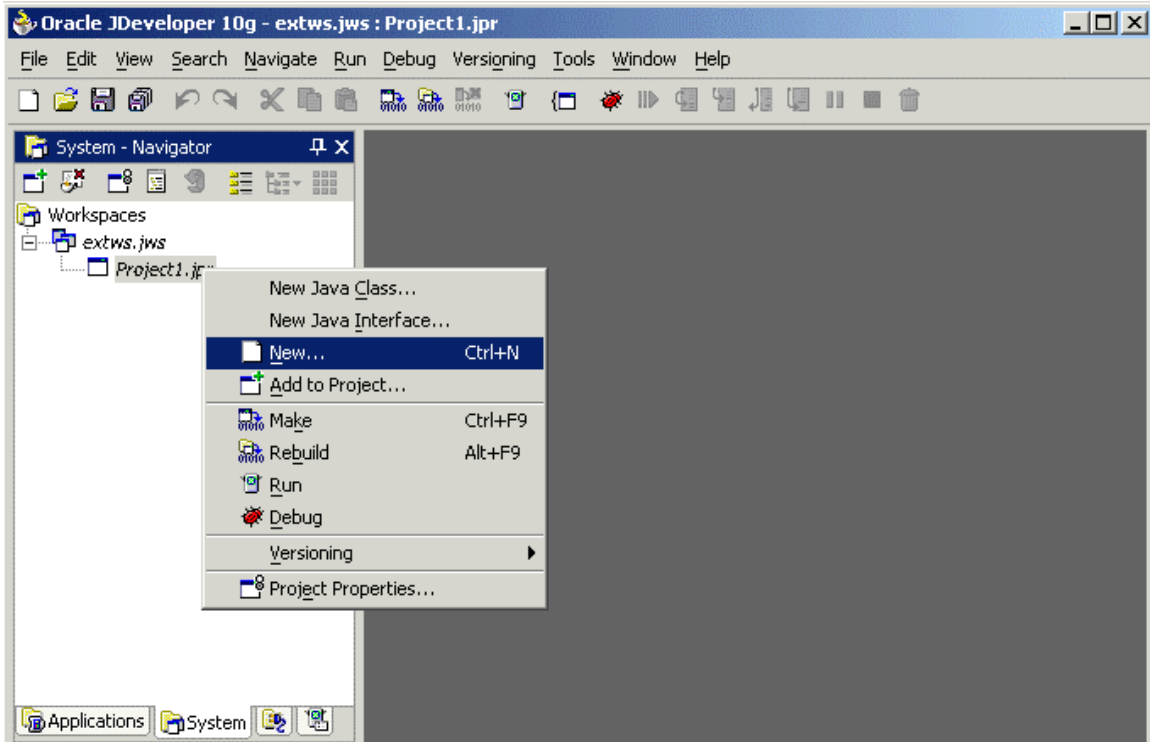 Oracle JDeveloper 10g - extws.jws : Project1.jpr
File Edit View Search Navigate Run Debug Versioning Tools Window Help
System - Navigator
Workspaces
extws.jws
Project1.jpr
New Java Class...
New Java Interface...
New... Ctrl+N
Add to Project...
Make Ctrl+F9
Rebuild Alt+F9
Run
Debug
Versioning
Project Properties...
Applications System